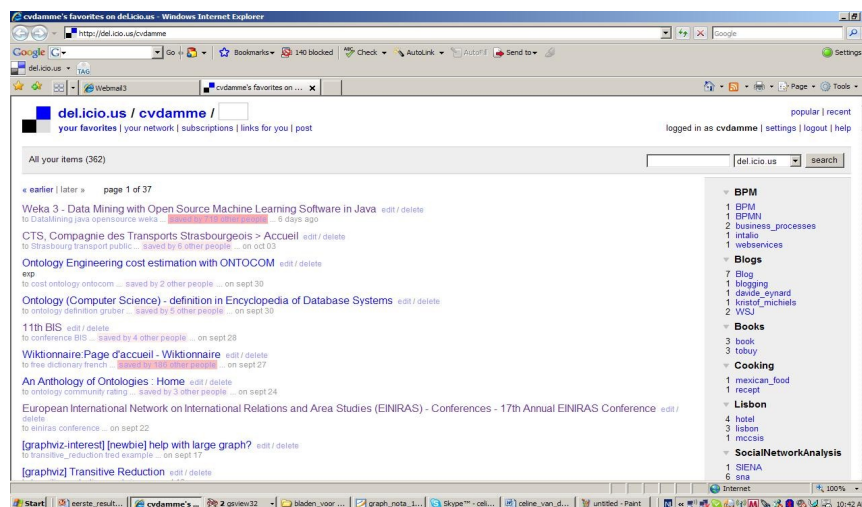 cvdamme's favorites on del.icio.us - Windows Internet Explorer
http://del.icio.us/cvdamme
Google
Google G Go Bookmarks 140 blocked Check AutoLink AutoFill Send to Settings
del.icio.us TAG
Webmail3 cvdamme's favorites on ... Page Tools
del.icio.us / cvdamme /
popular | recent
your favorites | your network | subscriptions | links for you | post
logged in as cvdamme | settings | logout | help
All your items (362)
del.icio.us search
« earlier | later » page 1 of 37
Weka 3 - Data Mining with Open Source Machine Learning Software in Java edit / delete
to DataMining java opensource weka ... saved by other people ... 6 days ago
CTS, Compagnie des Transports Strasbourgeois > Accueil edit / delete
to Strasbourg transport public ... saved by 6 other people ... on oct 03
Ontology Engineering cost estimation with ONTOCOM edit / delete
exp
to cost ontology ontocom ... saved by 2 other people ... on sept 30
Ontology (Computer Science) - definition in Encyclopedia of Database Systems edit / delete
to ontology definition gruber ... saved by 5 other people ... on sept 30
11th BIS edit / delete
to conference BIS ... saved by 4 other people ... on sept 28
Wiktionnaire:Page d'accueil - Wiktionnaire edit / delete
to free dictionary french ... saved by other people ... on sept 27
An Anthology of Ontologies : Home edit / delete
to ontology community rating ... saved by 3 other people ... on sept 24
European International Network on International Relations and Area Studies (EINIRAS) - Conferences - 17th Annual EINIRAS Conference edit /
delete
to einiras conference ... on sept 22
[graphviz-interest] [newbie] help with large graph? edit / delete
to transitive_reduction tred example ... on sept 17
[graphviz] Transitive Reduction edit / delete
BPM
1 BPM
1 BPMN
2 business_processes
1 intalio
1 webservices
Blogs
7 Blog
1 blogging
1 davide_eynard
1 kristof_michiels
2 WSJ
Books
3 book
3 tobuy
Cooking
1 mexican_food
1 recept
Lisbon
4 hotel
3 lisbon
1 mccsis
SocialNetworkAnalysis
1 SIENA
6 sna
Internet 100%
Start eerste_result... cvdamme's ... 2 gsview32 bladen_voor ... graph_nota_1... Skype™ - celi... celine_van_d... untitled - Paint 10:42